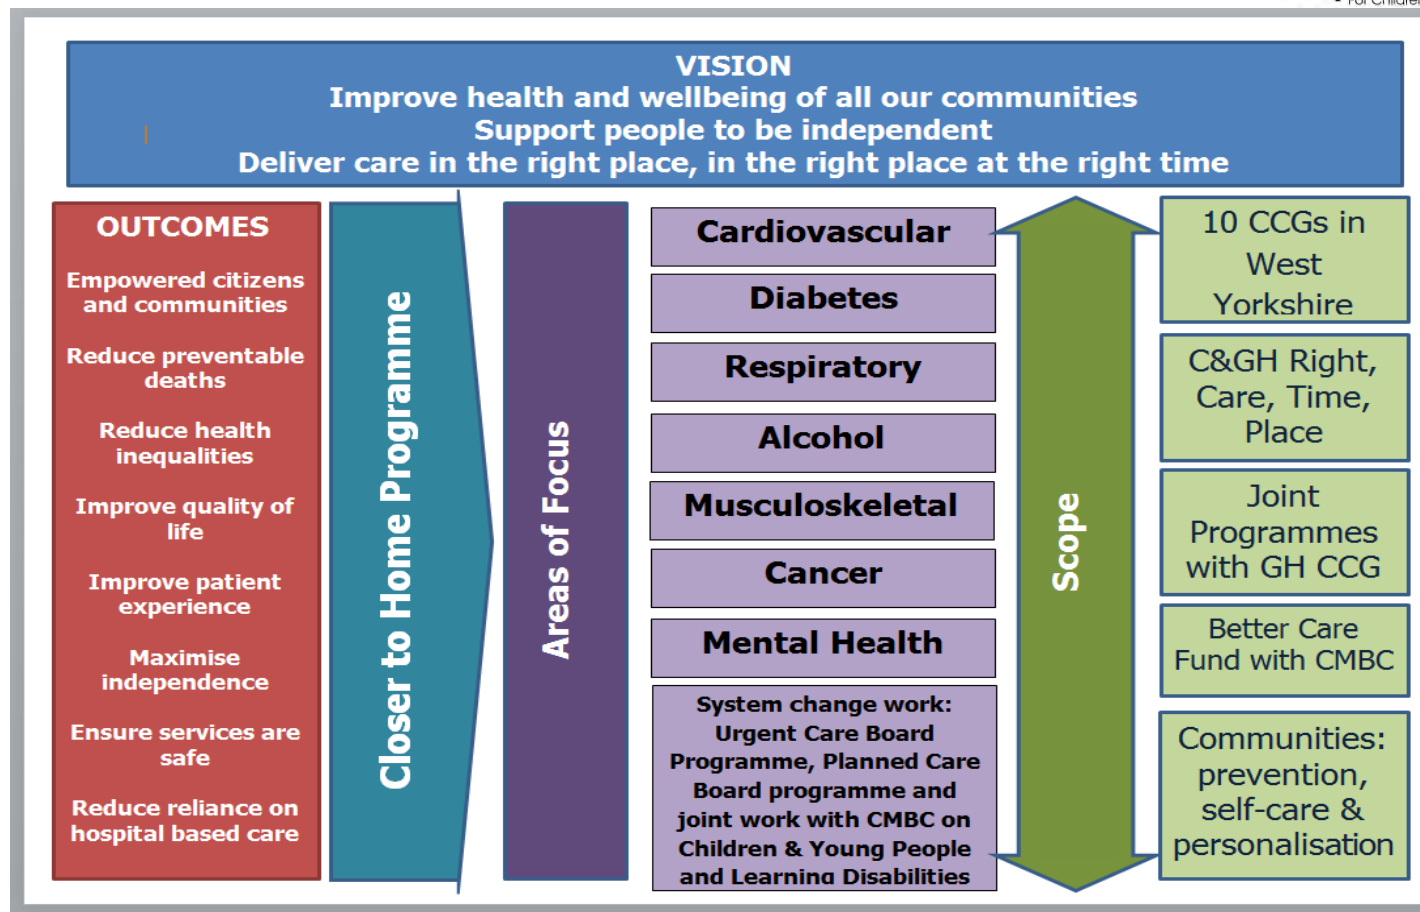 For Children
VISION
Improve health and wellbeing of all our communities
Support people to be independent
Deliver care in the right place, in the right place at the right time
OUTCOMES
Empowered citizens
and communities
Reduce preventable
deaths
Reduce health
inequalities
Improve quality of
life
Improve patient
experience
Maximise
independence
Ensure services are
safe
Reduce reliance on
hospital based care
Closer to Home Programme
Areas of Focus
Cardiovascular
Diabetes
Respiratory
Alcohol
Musculoskeletal
Cancer
Mental Health
System change work:
Urgent Care Board
Programme, Planned Care
Board programme and
joint work with CMBC on
Children & Young People
and Learning Disabilities
Scope
10 CCGs in
West
Yorkshire
C&GH Right,
Care, Time,
Place
Joint
Programmes
with GH CCG
Better Care
Fund with CMBC
Communities:
prevention,
self-care &
personalisation